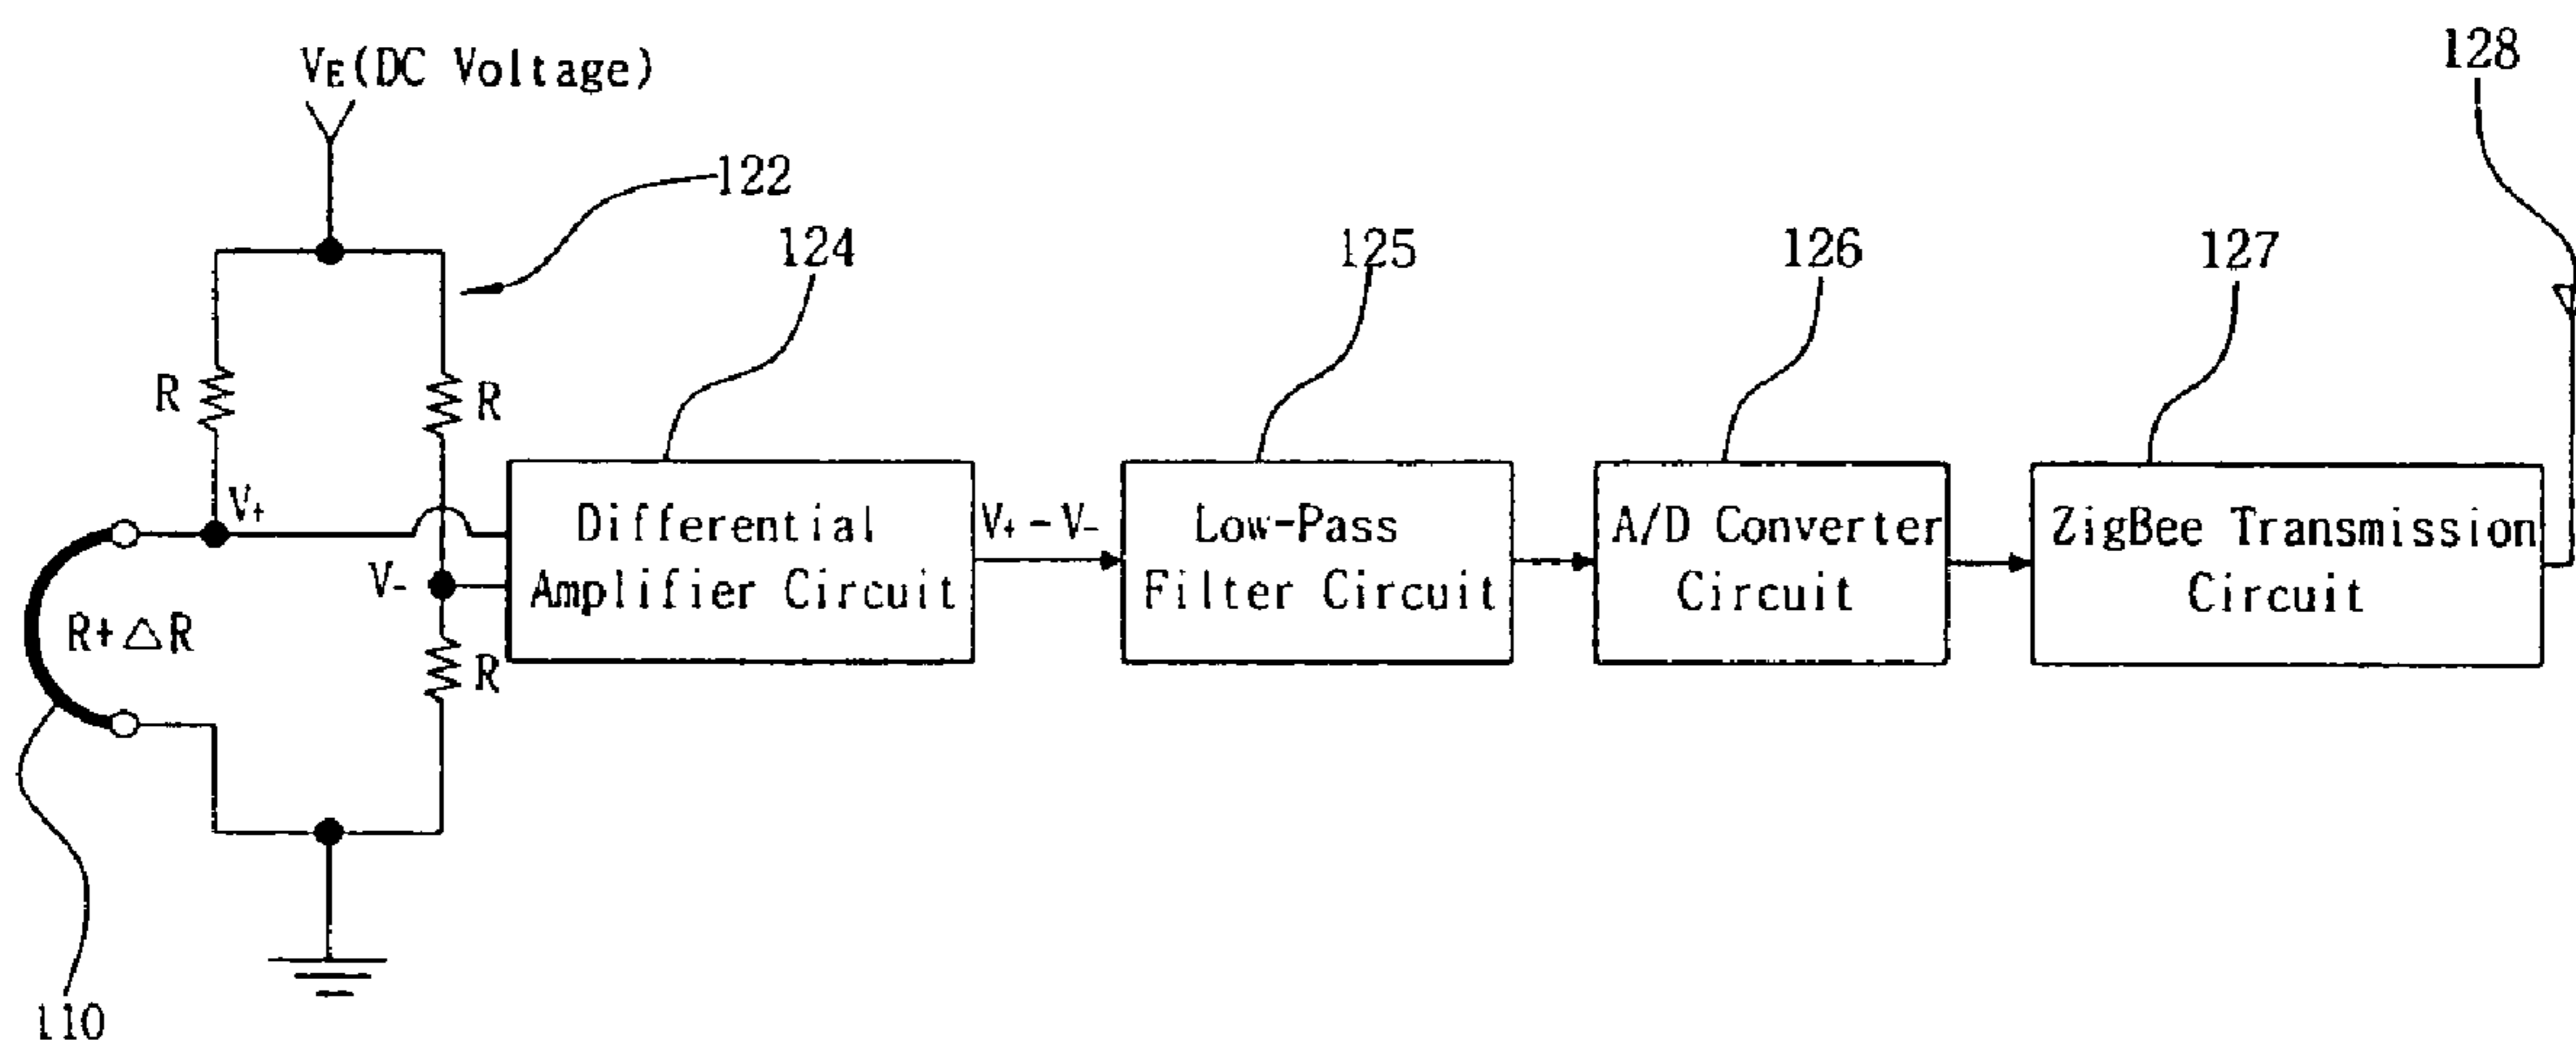 VE(DC Voltage)
128
122
124
125
126
127
R
R
V+
V-
Differential
Amplifier Circuit
V+-V-
Low-Pass
Filter Circuit
A/D Converter
Circuit
ZigBee Transmission
Circuit
R+△R
R
110